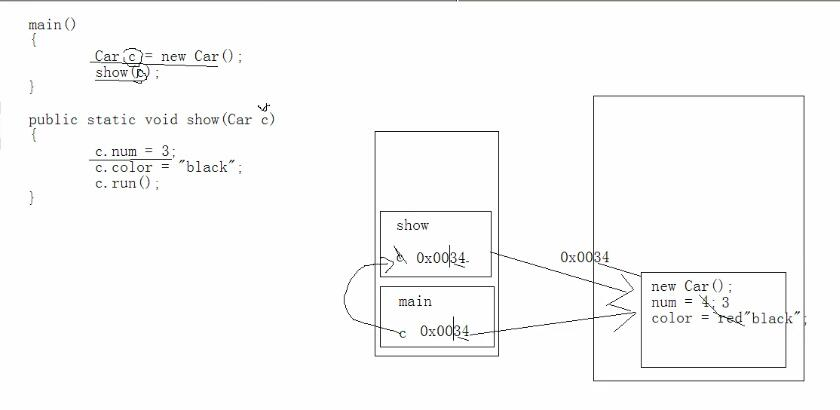 main()
{
Car c = new Car();
show(c);
}
public static void show(Car c)
{
c.num = 3;
c.color = "black";
c.run();
}
show
c 0x0034
main
c 0x0034
0x0034
new Car();
num = 4; 3
color = red"black";